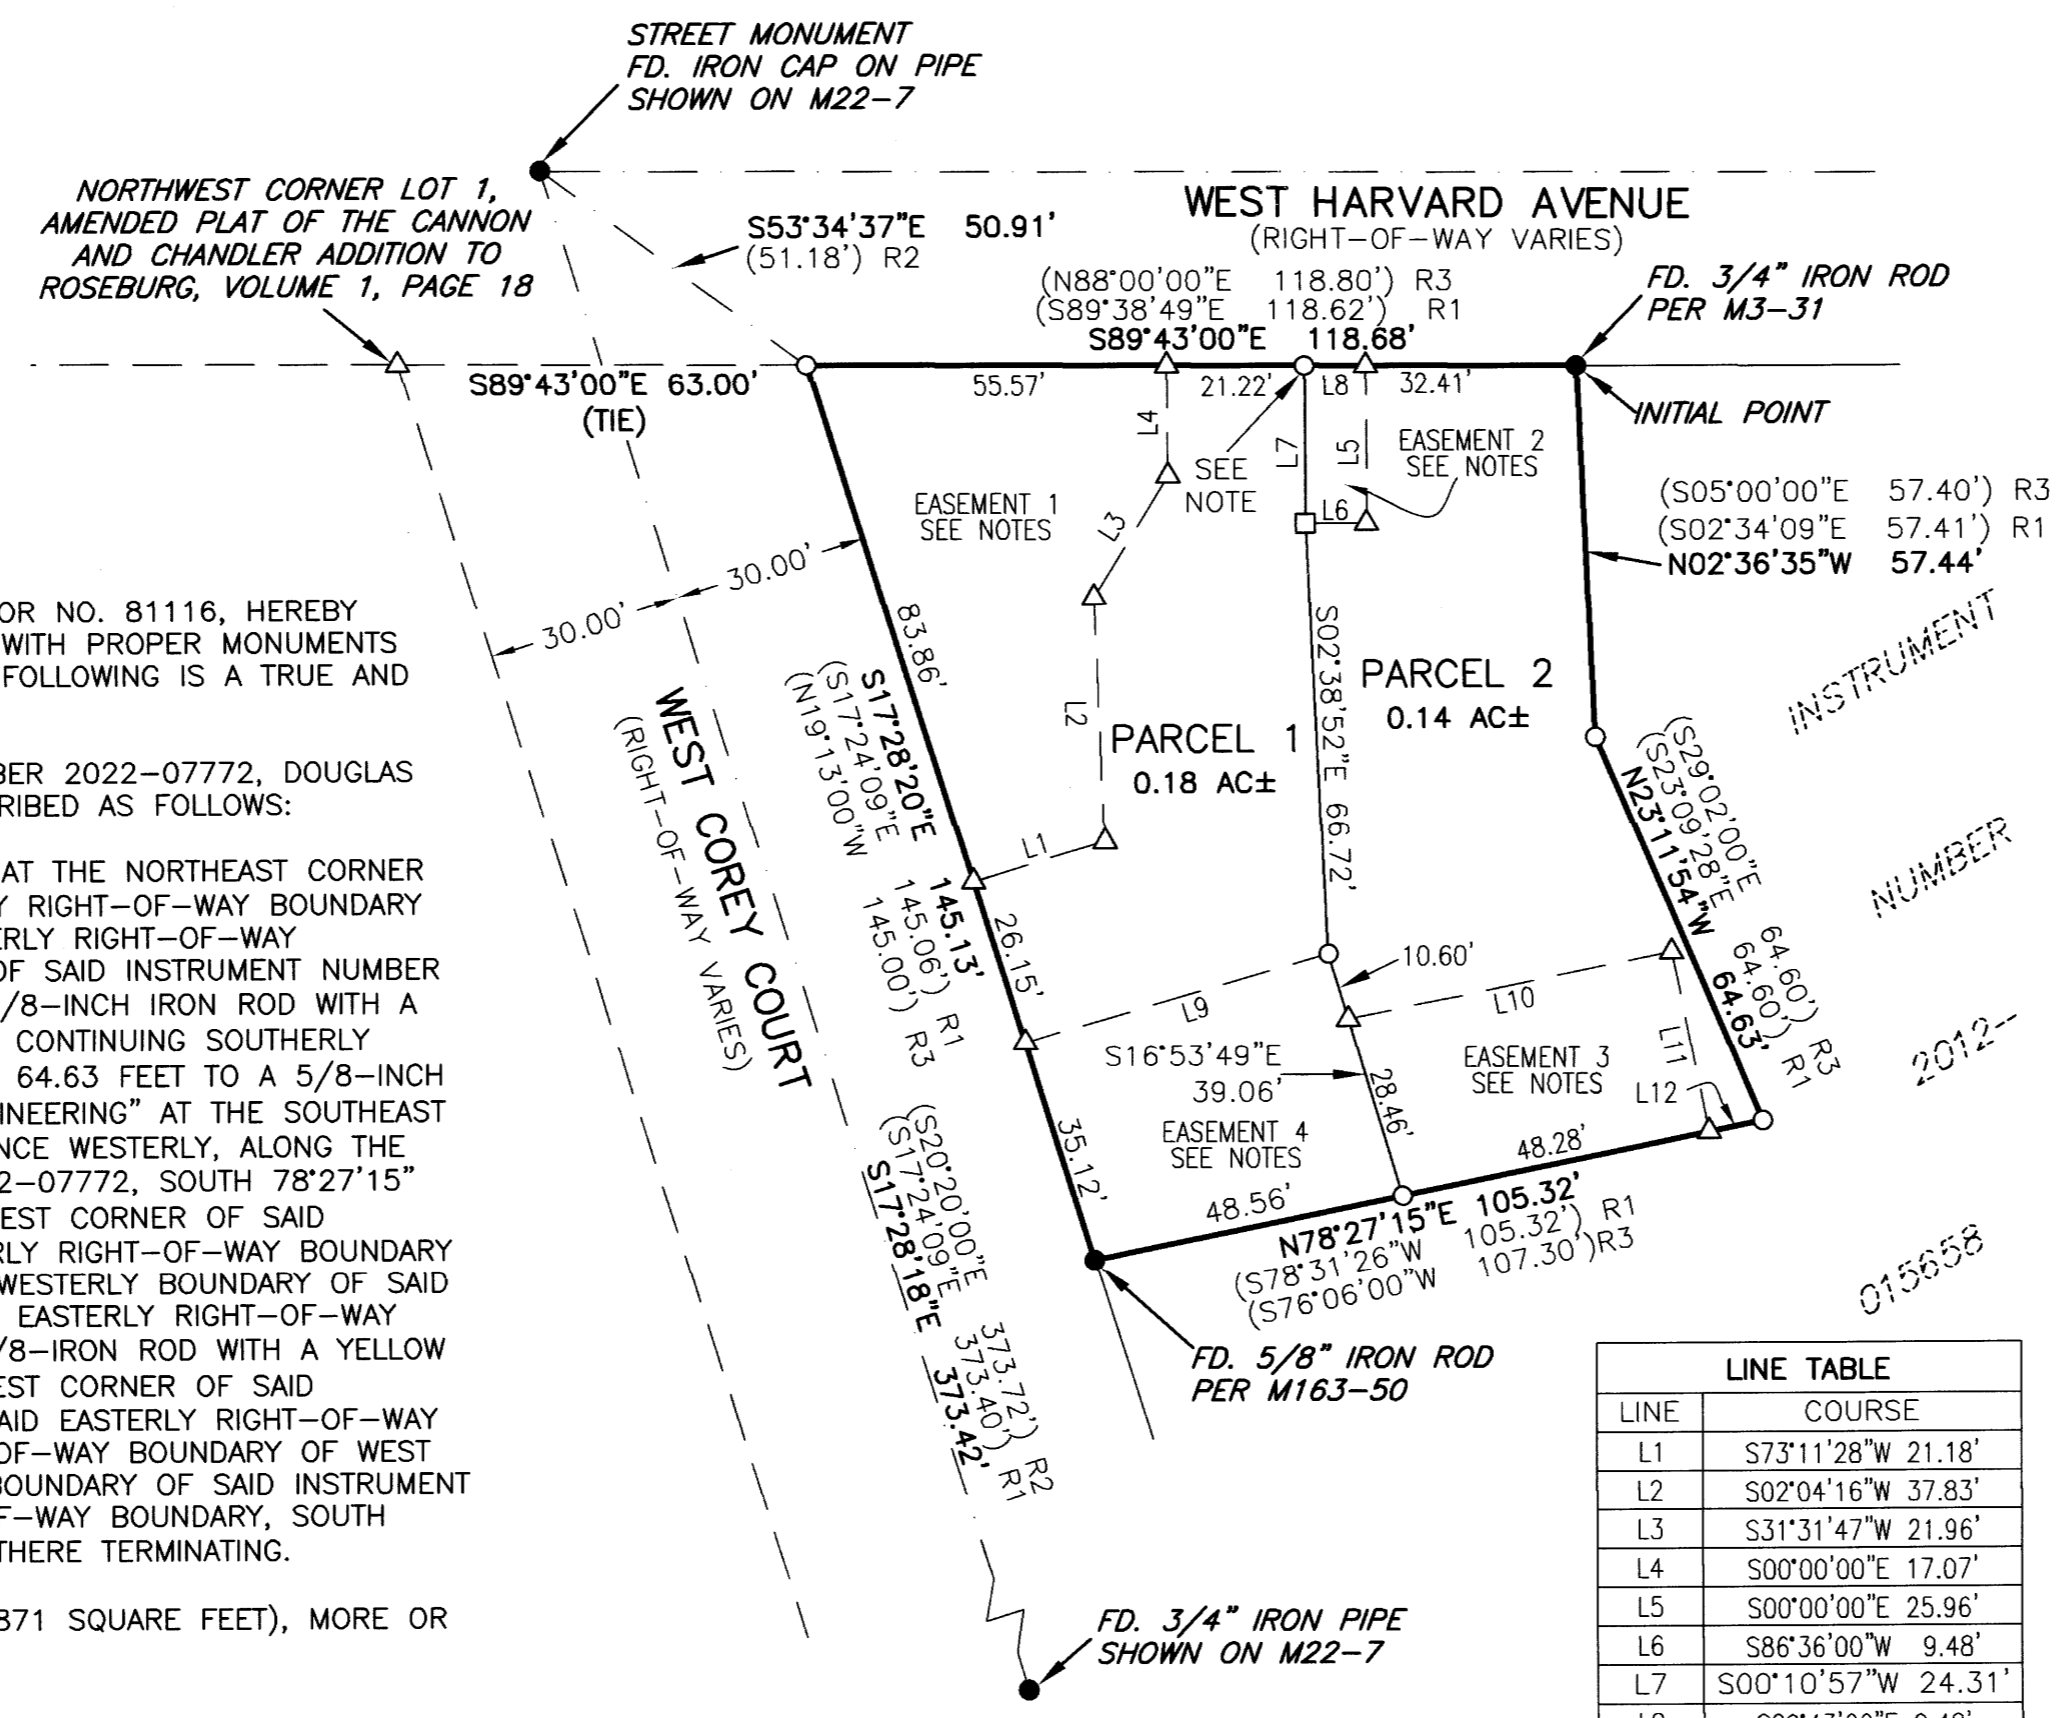 STREET MONUMENT
FD. IRON CAP ON PIPE
SHOWN ON M22-7
NORTHWEST CORNER LOT 1,
AMENDED PLAT OF THE CANNON
AND CHANDLER ADDITION TO
ROSEBURG, VOLUME 1, PAGE 18
S53°34'37"E 50.91'
(51.18') R2
WEST HARVARD AVENUE
(RIGHT-OF-WAY VARIES)
(N88°00'00"E 118.80') R3
(S89°38'49"E 118.62') R1
S89°43'00"E 118.68'
FD. 3/4" IRON ROD
PER M3-31
INITIAL POINT
S89°43'00"E 63.00'
(TIE)
55.57'
21.22'
L8
32.41'
L4
L7
L5
L6
L3
L2
L1
SEE
NOTE
EASEMENT 2
SEE NOTES
EASEMENT 1
SEE NOTES
(S05°00'00"E 57.40') R3
(S02°34'09"E 57.41') R1
N02°36'35"W 57.44'
30.00'
30.00'
83.86'
S17°28'20"E 145.13'
(S17°24'09"E 145.06') R1
(N19°13'00"W 145.00') R3
WEST COREY COURT
(RIGHT-OF-WAY VARIES)
PARCEL 1
0.18 AC±
S02°38'52"E 66.72'
PARCEL 2
0.14 AC±
(S29°02'00"E 64.60') R3
(S23°09'28"E 64.60') R1
N23°11'54"W 64.63'
INSTRUMENT
NUMBER
2012-
015658
26.15'
L9
10.60'
L10
L11
L12
S16°53'49"E
39.06'
28.46'
EASEMENT 3
SEE NOTES
EASEMENT 4
SEE NOTES
35.12'
48.56'
48.28'
N78°27'15"E 105.32'
(S78°31'26"W 105.32') R1
(S76°06'00"W 107.30')R3
(S20°20'00"E 373.72') R2
(S17°24'09"E 373.40') R1
S17°28'18"E 373.42'
FD. 5/8" IRON ROD
PER M163-50
FD. 3/4" IRON PIPE
SHOWN ON M22-7
OR NO. 81116, HEREBY
WITH PROPER MONUMENTS
FOLLOWING IS A TRUE AND
BER 2022-07772, DOUGLAS
RIBED AS FOLLOWS:
AT THE NORTHEAST CORNER
Y RIGHT-OF-WAY BOUNDARY
ERLY RIGHT-OF-WAY
OF SAID INSTRUMENT NUMBER
/8-INCH IRON ROD WITH A
CONTINUING SOUTHERLY
64.63 FEET TO A 5/8-INCH
INEERING" AT THE SOUTHEAST
NCE WESTERLY, ALONG THE
2-07772, SOUTH 78°27'15"
EST CORNER OF SAID
RLY RIGHT-OF-WAY BOUNDARY
WESTERLY BOUNDARY OF SAID
EASTERLY RIGHT-OF-WAY
/8-IRON ROD WITH A YELLOW
EST CORNER OF SAID
AID EASTERLY RIGHT-OF-WAY
OF-WAY BOUNDARY OF WEST
BOUNDARY OF SAID INSTRUMENT
F-WAY BOUNDARY, SOUTH
THERE TERMINATING.
871 SQUARE FEET), MORE OR
LINE TABLE
LINE COURSE
L1 S73°11'28"W 21.18'
L2 S02°04'16"W 37.83'
L3 S31°31'47"W 21.96'
L4 S00°00'00"E 17.07'
L5 S00°00'00"E 25.96'
L6 S86°36'00"W 9.48'
L7 S00°10'57"W 24.31'